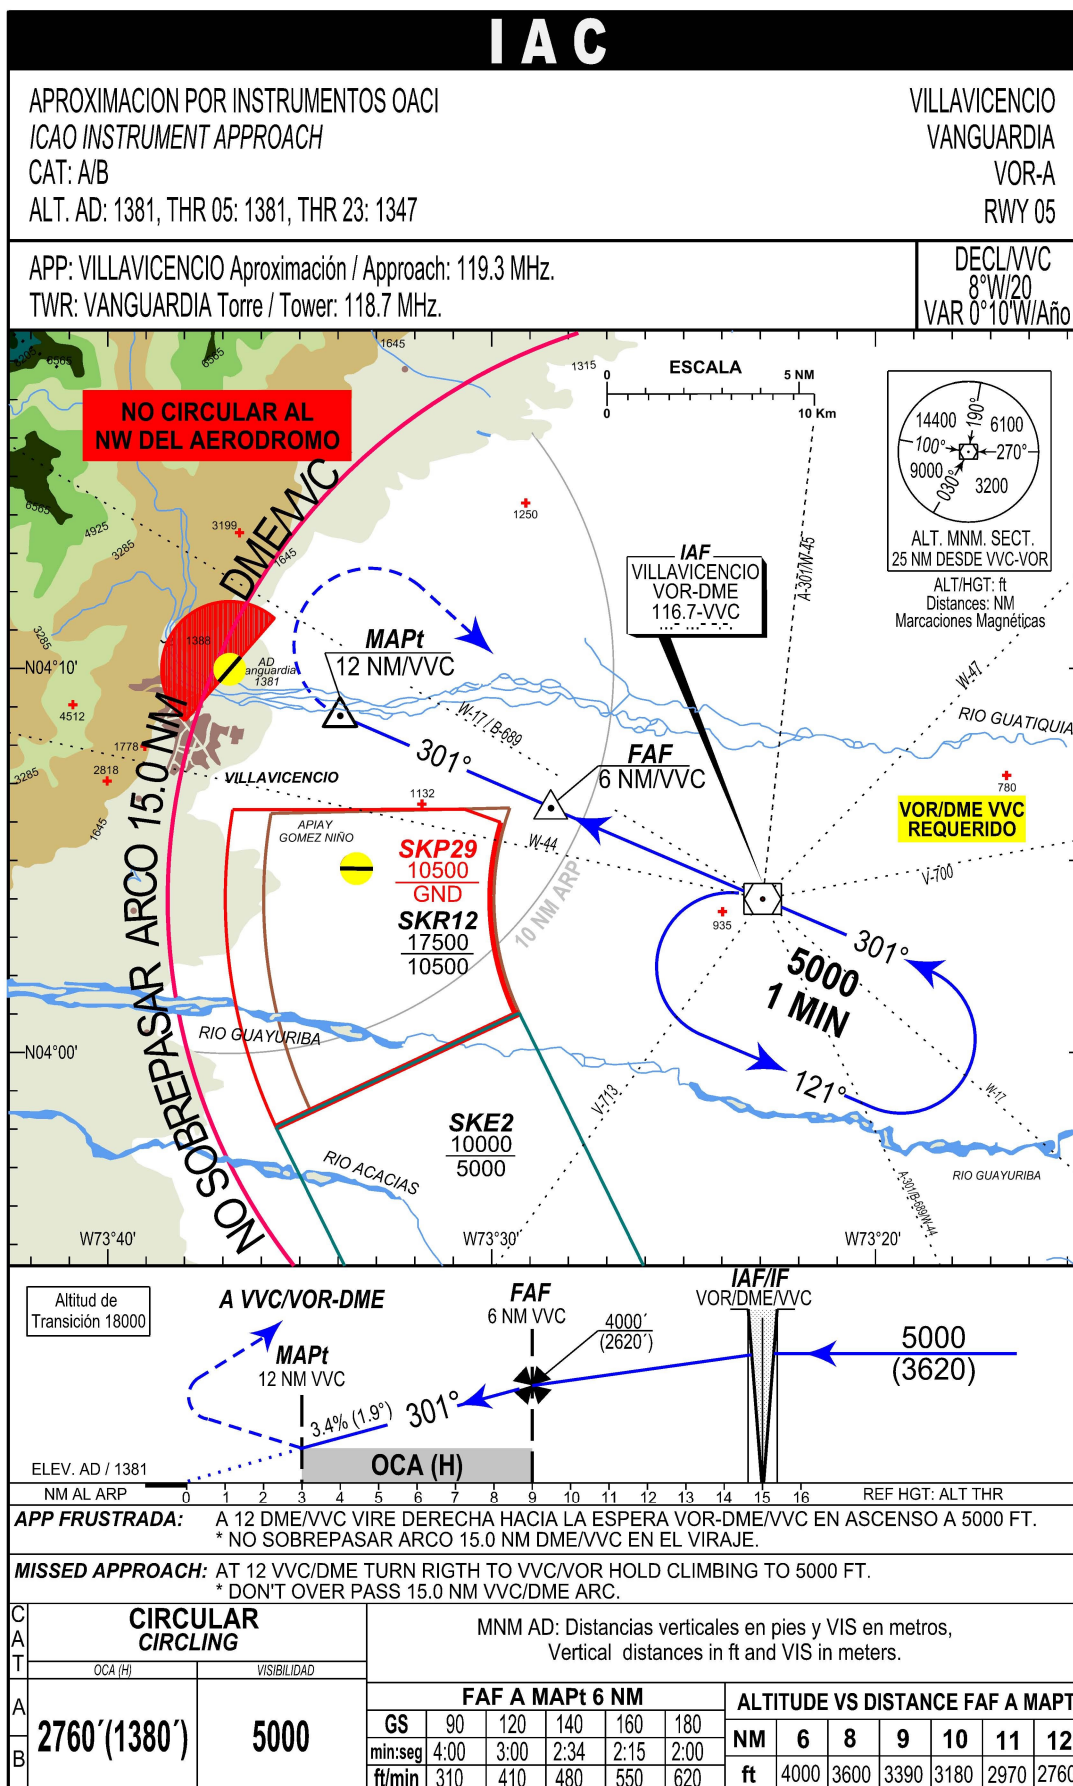 IAC
APROXIMACION POR INSTRUMENTOS OACI
ICAO INSTRUMENT APPROACH
CAT: A/B
ALT. AD: 1381, THR 05: 1381, THR 23: 1347
VILLAVICENCIO
VANGUARDIA
VOR-A
RWY 05
APP: VILLAVICENCIO Aproximación / Approach: 119.3 MHz.
TWR: VANGUARDIA Torre / Tower: 118.7 MHz.
DECL/VVC
8°W/20
VAR 0°10'W/Año
8205
6565
6565
1645
1315
ESCALA
0
5 NM
0
10 Km
NO CIRCULAR AL
NW DEL AERODROMO
14400
190°
6100
100°
270°
9000
030°
3200
ALT. MNM. SECT.
25 NM DESDE VVC-VOR
ALT/HGT: ft
Distances: NM
Marcaciones Magnéticas
6565
4925
3285
3199
1645
1250
DME/VVC
A-301/W-45
IAF
VILLAVICENCIO
VOR-DME
116.7-VVC
3285
1388
N04°10'
AD
anguardia
1381
MAPt
12 NM/VVC
W-47
RIO GUATIQUIA
4512
W-17 / B-689
301°
FAF
6 NM/VVC
1778
2818
3285
1645
VILLAVICENCIO
1132
780
VOR/DME VVC
REQUERIDO
APIAY
GOMEZ NIÑO
SKP29
10500
GND
SKR12
17500
10500
W-44
V-700
10 NM ARP
935
301°
5000
1 MIN
NO SOBREPASAR ARCO 15.0 NM
RIO GUAYURIBA
N04°00'
121°
V-713
W-17
SKE2
10000
5000
RIO ACACIAS
RIO GUAYURIBA
A-301/B-689/W-44
W73°40'
W73°30'
W73°20'
Altitud de
Transición 18000
A VVC/VOR-DME
FAF
6 NM VVC
IAF/IF
VOR/DME/VVC
4000´
(2620´)
5000
(3620)
MAPt
12 NM VVC
3.4% (1.9°)
301°
OCA (H)
ELEV. AD / 1381
NM AL ARP
0 1 2 3 4 5 6 7 8 9 10 11 12 13 14 15 16
REF HGT: ALT THR
APP FRUSTRADA: A 12 DME/VVC VIRE DERECHA HACIA LA ESPERA VOR-DME/VVC EN ASCENSO A 5000 FT.
* NO SOBREPASAR ARCO 15.0 NM DME/VVC EN EL VIRAJE.
MISSED APPROACH: AT 12 VVC/DME TURN RIGTH TO VVC/VOR HOLD CLIMBING TO 5000 FT.
* DON'T OVER PASS 15.0 NM VVC/DME ARC.
CAT
CIRCULAR
CIRCLING
OCA (H)
VISIBILIDAD
MNM AD: Distancias verticales en pies y VIS en metros,
Vertical distances in ft and VIS in meters.
A
B
2760´(1380´)
5000
FAF A MAPt 6 NM
GS 90 120 140 160 180
min:seg 4:00 3:00 2:34 2:15 2:00
ft/min 310 410 480 550 620
ALTITUDE VS DISTANCE FAF A MAPT
NM 6 8 9 10 11 12
ft 4000 3600 3390 3180 2970 2760